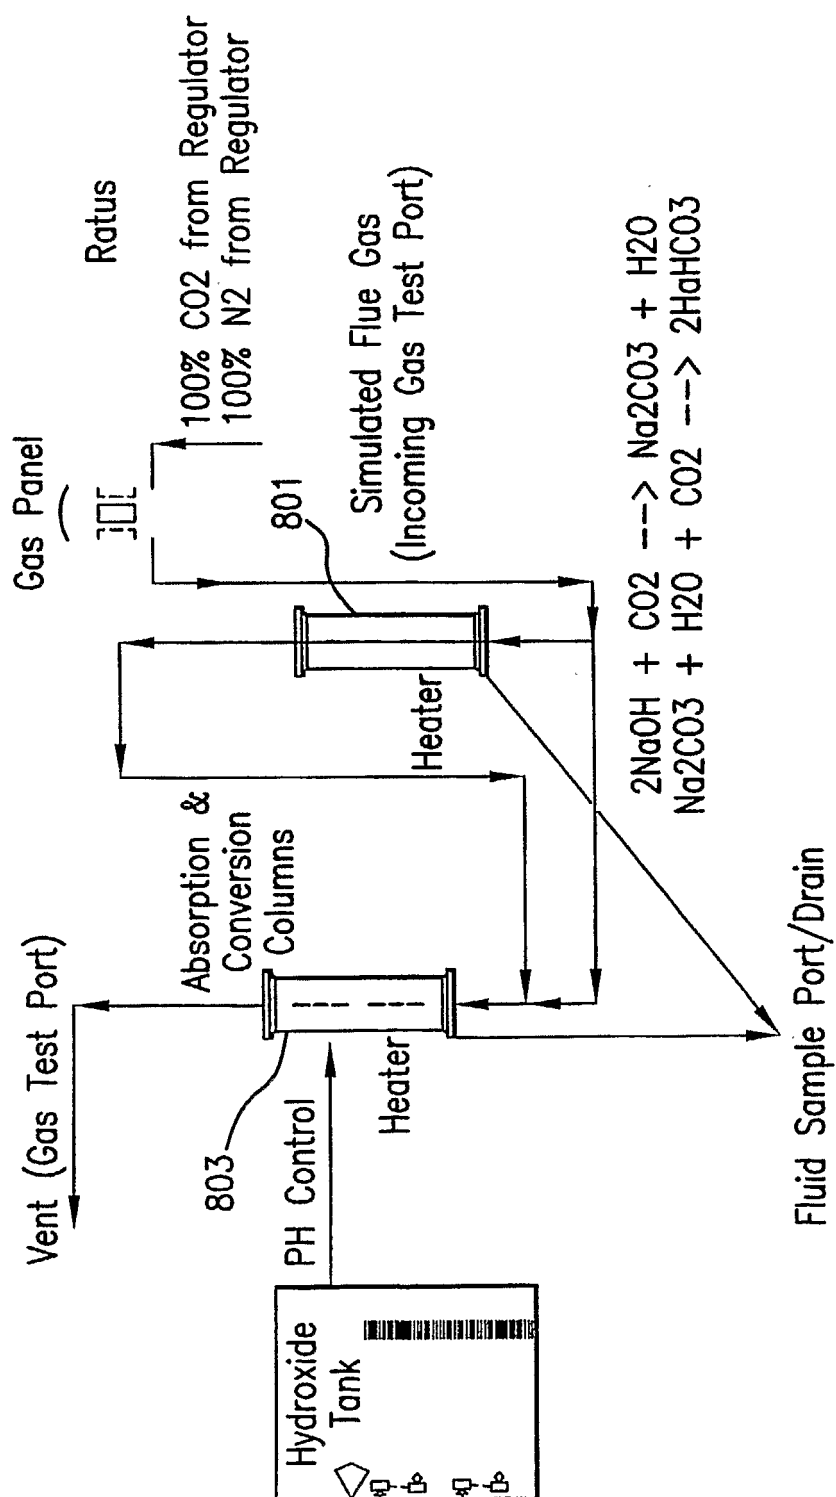 Gas Panel
Ratus
100% CO2 from Regulator
100% N2 from Regulator
801
Simulated Flue Gas
(Incoming Gas Test Port)
Heater
2NaOH + CO2 --> Na2CO3 + H2O
Na2CO3 + H2O + CO2 --> 2HaHCO3
Vent (Gas Test Port)
Absorption &
Conversion
Columns
803
Heater
PH Control
Hydroxide
Tank
Fluid Sample Port/Drain